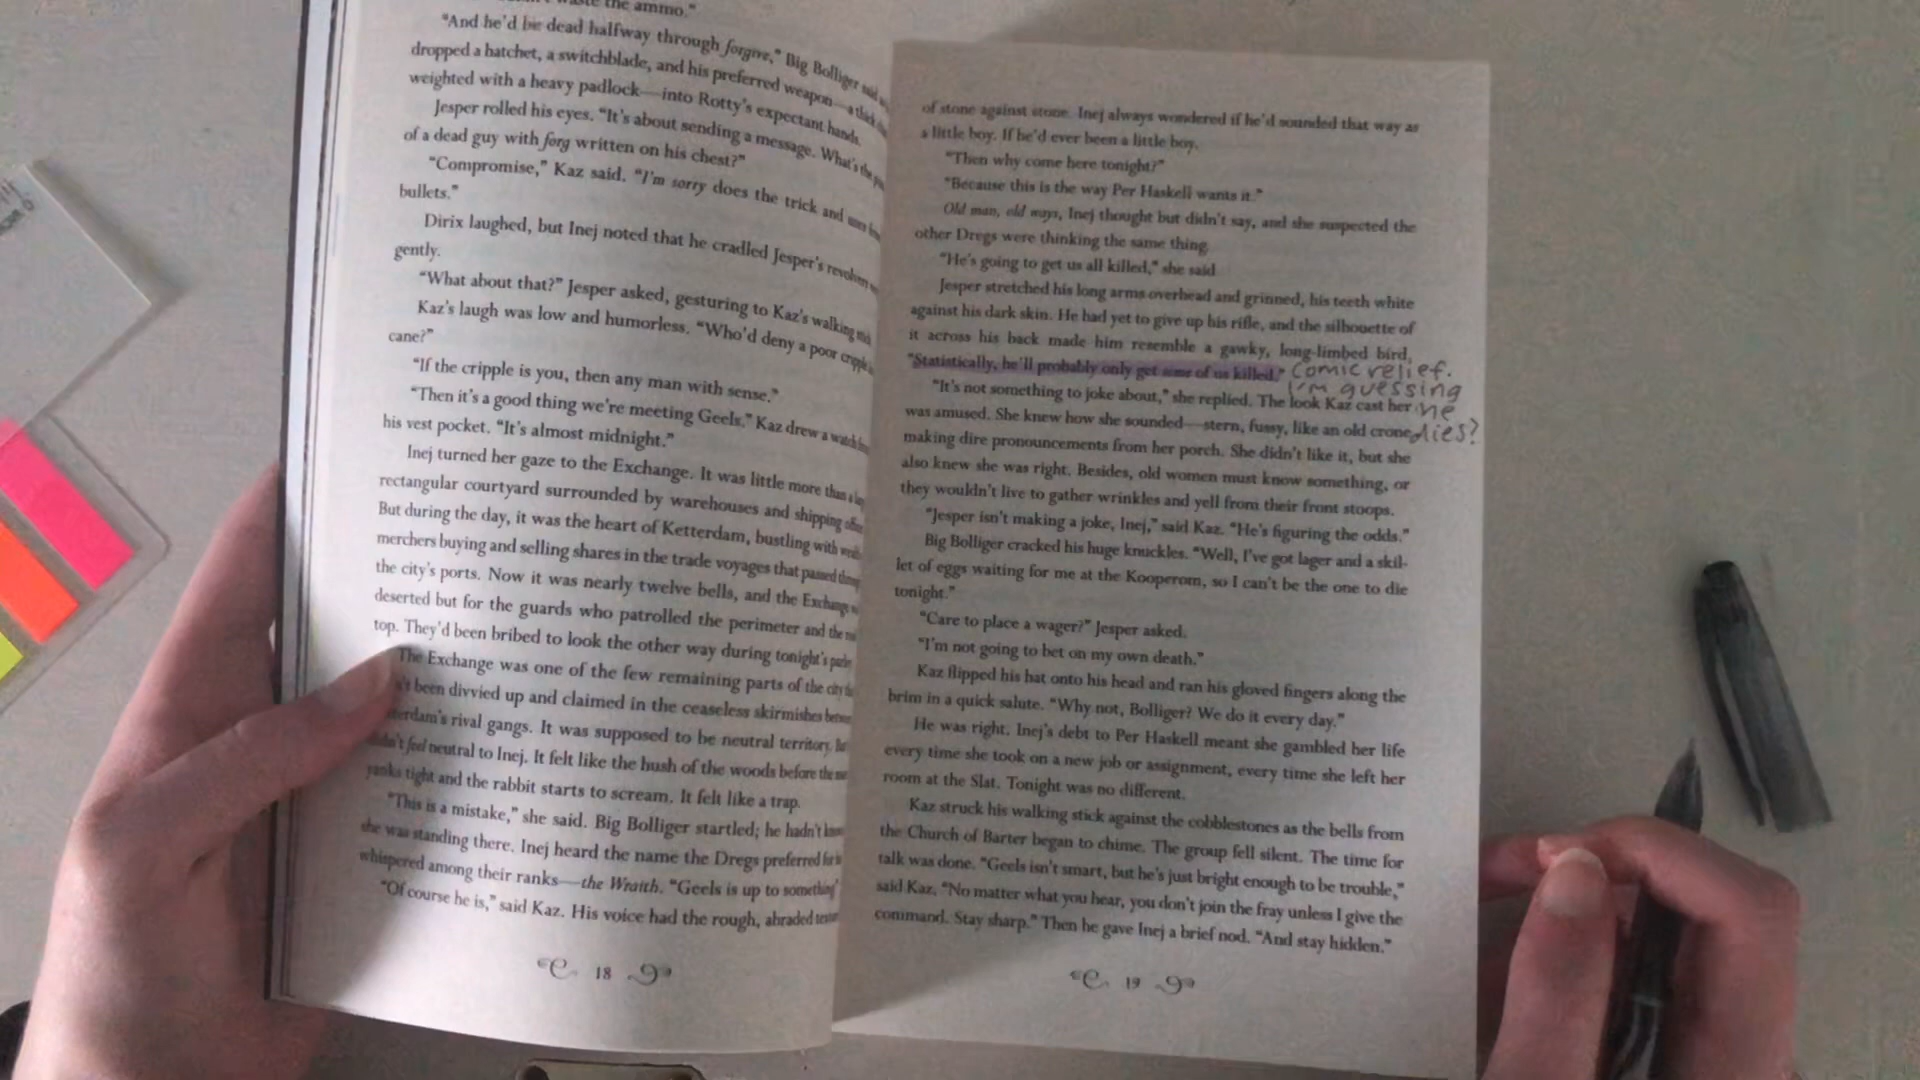 the ammo."
"And he'd be dead halfway through forgive," Big Bolliger said
dropped a hatchet, a switchblade, and his preferred weapon—a thick
weighted with a heavy padlock—into Rotty's expectant hands.
Jesper rolled his eyes. "It's about sending a message. What's the
of a dead guy with forg written on his chest?"
"Compromise," Kaz said. "I'm sorry does the trick and uses
bullets."
Dirix laughed, but Inej noted that he cradled Jesper's revolvers
gently.
"What about that?" Jesper asked, gesturing to Kaz's walking
Kaz's laugh was low and humorless. "Who'd deny a poor cripple
cane?"
"If the cripple is you, then any man with sense."
"Then it's a good thing we're meeting Geels." Kaz drew a watch
his vest pocket. "It's almost midnight."
Inej turned her gaze to the Exchange. It was little more than a
rectangular courtyard surrounded by warehouses and shipping
But during the day, it was the heart of Ketterdam, bustling with
merchers buying and selling shares in the trade voyages that passed
the city's ports. Now it was nearly twelve bells, and the Exchange
deserted but for the guards who patrolled the perimeter and the
top. They'd been bribed to look the other way during tonight's
The Exchange was one of the few remaining parts of the city
been divvied up and claimed in the ceaseless skirmishes
rival gangs. It was supposed to be neutral territory.
feel neutral to Inej. It felt like the hush of the woods before the
yanks tight and the rabbit starts to scream. It felt like a trap.
"This is a mistake," she said. Big Bolliger startled; he hadn't
she was standing there. Inej heard the name the Dregs preferred
whispered among their ranks—the Wraith. "Geels is up to something"
"Of course he is," said Kaz. His voice had the rough, abraded
18
of stone against stone. Inej always wondered if he'd sounded that way as
a little boy. If he'd ever been a little boy.
"Then why come here tonight?"
"Because this is the way Per Haskell wants it."
Old man, old ways, Inej thought but didn't say, and she suspected the
other Dregs were thinking the same thing.
"He's going to get us all killed," she said.
Jesper stretched his long arms overhead and grinned, his teeth white
against his dark skin. He had yet to give up his rifle, and the silhouette of
it across his back made him resemble a gawky, long-limbed bird,
"Statistically, he'll probably only get some of us killed." Comic relief.
I'm guessing
"It's not something to joke about," she replied. The look Kaz cast her he
was amused. She knew how she sounded—stern, fussy, like an old crone dies?
making dire pronouncements from her porch. She didn't like it, but she
also knew she was right. Besides, old women must know something, or
they wouldn't live to gather wrinkles and yell from their front stoops.
"Jesper isn't making a joke, Inej," said Kaz. "He's figuring the odds."
Big Bolliger cracked his huge knuckles. "Well, I've got lager and a skil-
let of eggs waiting for me at the Kooperom, so I can't be the one to die
tonight."
"Care to place a wager?" Jesper asked.
"I'm not going to bet on my own death."
Kaz flipped his hat onto his head and ran his gloved fingers along the
brim in a quick salute. "Why not, Bolliger? We do it every day."
He was right. Inej's debt to Per Haskell meant she gambled her life
every time she took on a new job or assignment, every time she left her
room at the Slat. Tonight was no different.
Kaz struck his walking stick against the cobblestones as the bells from
the Church of Barter began to chime. The group fell silent. The time for
talk was done. "Geels isn't smart, but he's just bright enough to be trouble,"
said Kaz. "No matter what you hear, you don't join the fray unless I give the
command. Stay sharp." Then he gave Inej a brief nod. "And stay hidden."
19